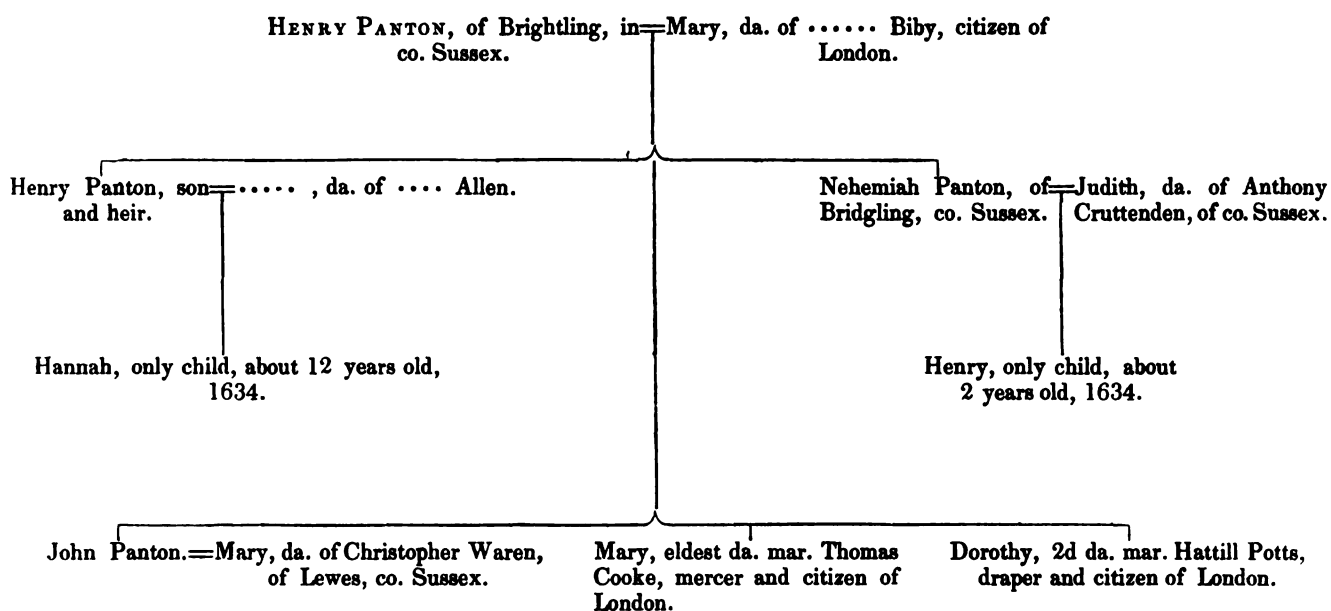 HENRY PANTON, of Brightling, in=Mary, da. of ...... Biby, citizen of
co. Sussex. London.
Henry Panton, son=..... , da. of .... Allen.
and heir.
Nehemiah Panton, of=Judith, da. of Anthony
Bridgling, co. Sussex. Cruttenden, of co. Sussex.
Hannah, only child, about 12 years old,
1634.
Henry, only child, about
2 years old, 1634.
John Panton.=Mary, da. of Christopher Waren,
of Lewes, co. Sussex.
Mary, eldest da. mar. Thomas
Cooke, mercer and citizen of
London.
Dorothy, 2d da. mar. Hattill Potts,
draper and citizen of London.